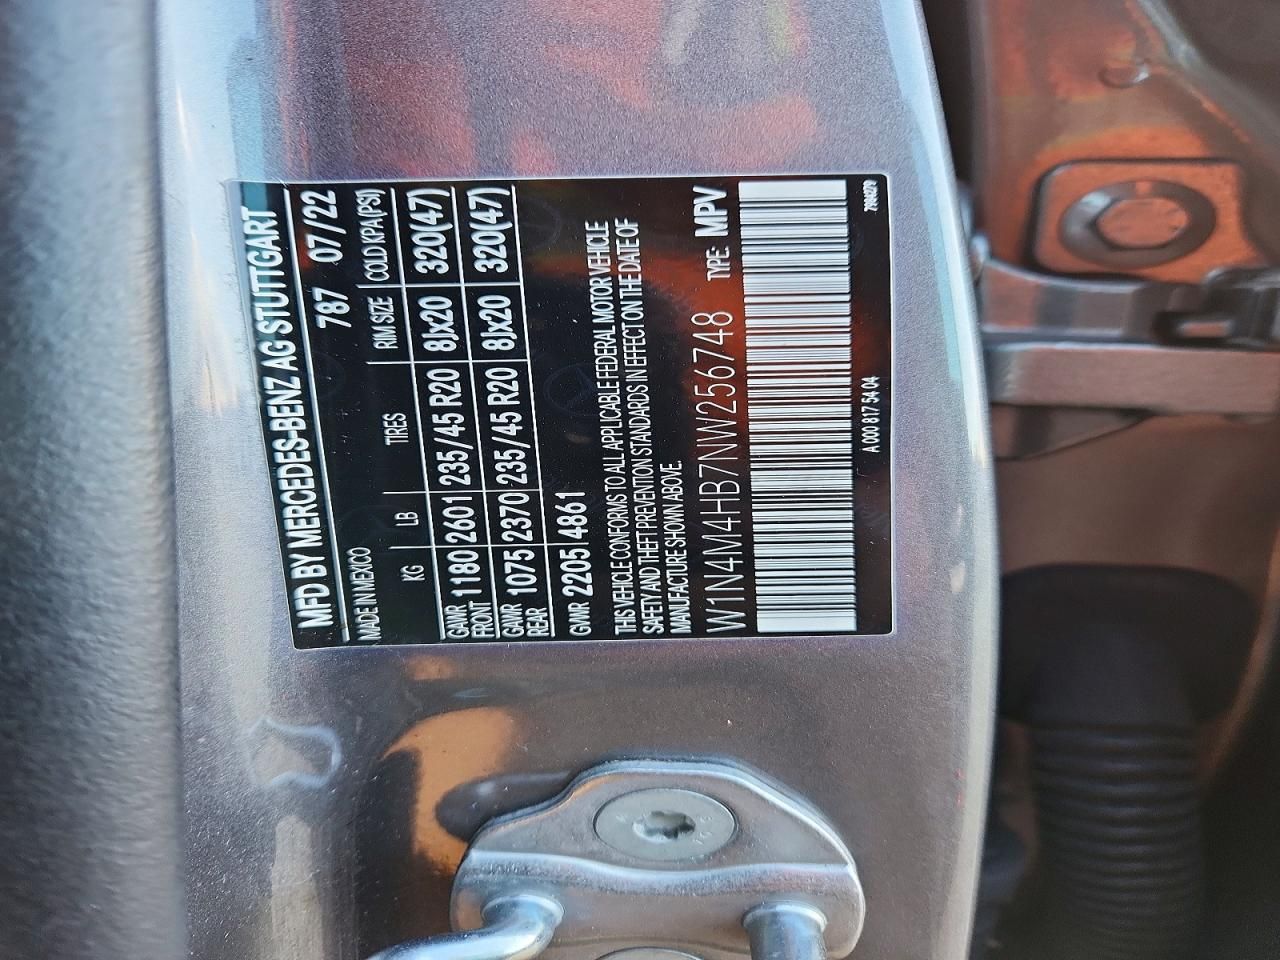 MFD BY MERCEDES-BENZ AG STUTTGART
787 07/22
MADE IN MEXICO
KG LB TIRES RIM SIZE COLD KPA(PSI)
GAWR FRONT 1180 2601 235/45 R20 8Jx20 320(47)
GAWR REAR 1075 2370 235/45 R20 8Jx20 320(47)
GVWR 2205 4861
THIS VEHICLE CONFORMS TO ALL APPLICABLE FEDERAL MOTOR VEHICLE
SAFETY AND THEFT PREVENTION STANDARDS IN EFFECT ON THE DATE OF
MANUFACTURE SHOWN ABOVE.
W1N4M4HB7NW256748 TYPE: MPV
A 000 817 54 04